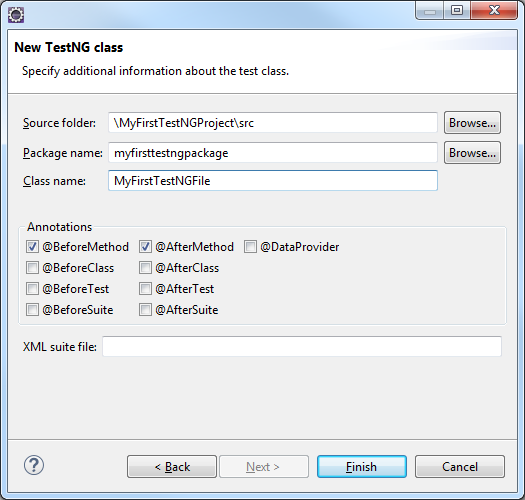 New TestNG class
Specify additional information about the test class.
Source folder: \MyFirstTestNGProject\src Browse...
Package name: myfirsttestngpackage Browse...
Class name: MyFirstTestNGFile
Annotations
@BeforeMethod @AfterMethod @DataProvider
@BeforeClass @AfterClass
@BeforeTest @AfterTest
@BeforeSuite @AfterSuite
XML suite file:
? < Back Next > Finish Cancel